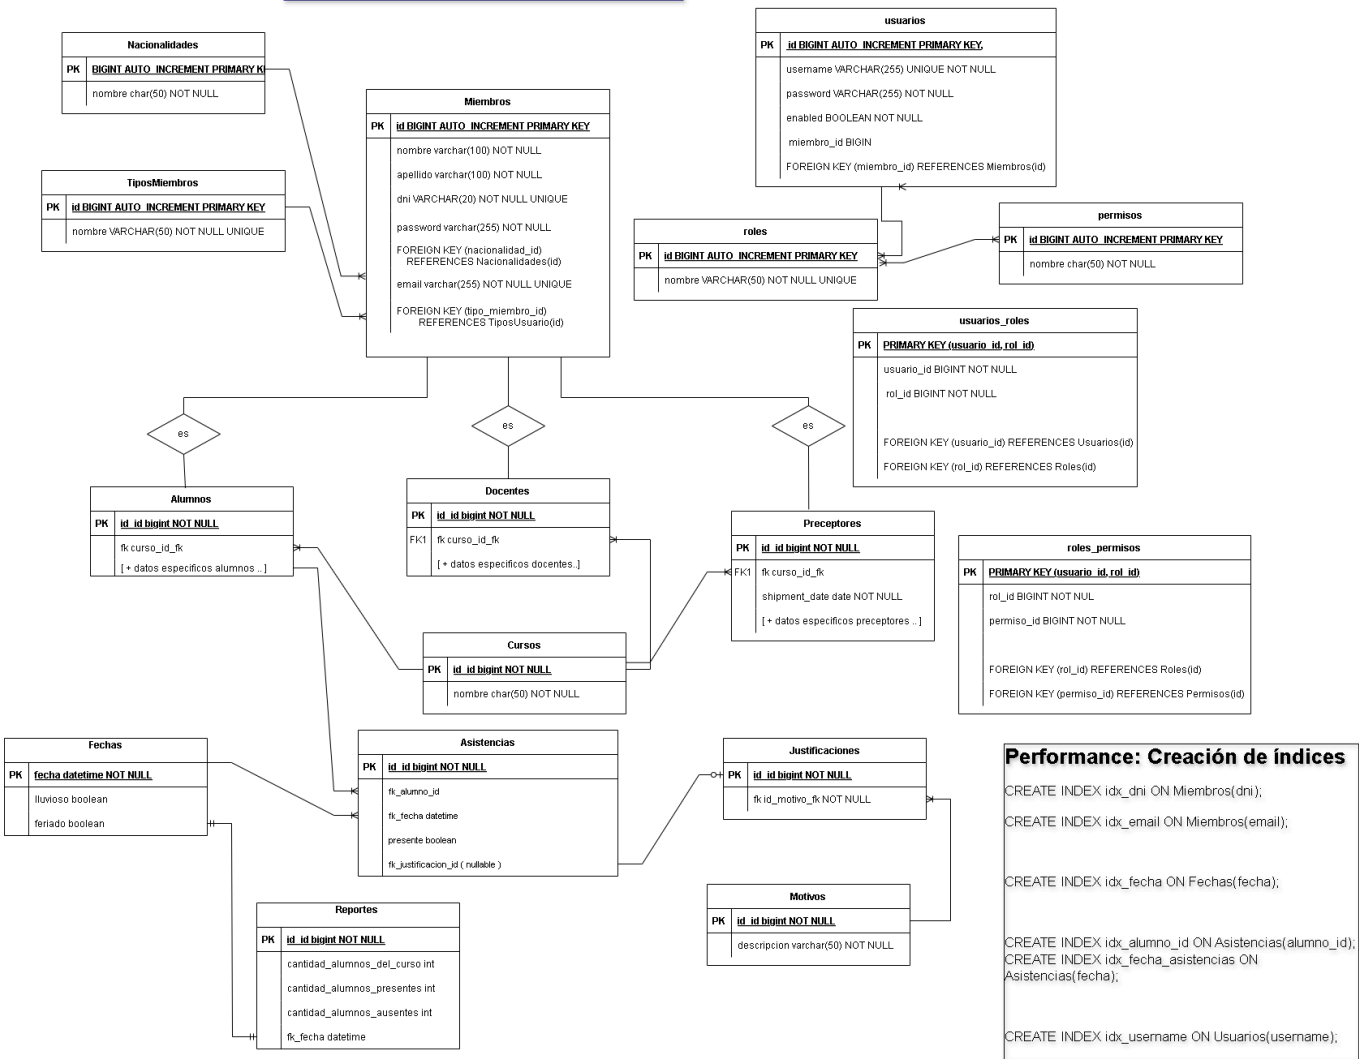 Nacionalidades
PK BIGINT AUTO_INCREMENT PRIMARY
nombre char(50) NOT NULL
TiposMiembro
PK id BIGINT AUTO_INCREMENT PRIMARY KEY
nombre VARCHAR(50) NOT NULL UNIQUE
Miembros
PK id BIGINT AUTO_INCREMENT PRIMARY KEY
nombre varchar(100) NOT NULL
apellido varchar(100) NOT NULL
dni VARCHAR(20) NOT NULL UNIQUE
password varchar(255) NOT NULL
FOREIGN KEY (nacionalidad_id)
REFERENCES Nacionalidades(id)
email varchar(255) NOT NULL UNIQUE
FOREIGN KEY (tipo_miembro_id)
REFERENCES TiposUsuario(id)
usuarios
PK id BIGINT AUTO_INCREMENT PRIMARY KEY,
username VARCHAR(255) UNIQUE NOT NULL
password VARCHAR(255) NOT NULL
enabled BOOLEAN NOT NULL
miembro_id BIGIN
FOREIGN KEY (miembro_id) REFERENCES Miembros(id)
roles
PK id BIGINT AUTO_INCREMENT PRIMARY KEY
nombre VARCHAR(50) NOT NULL UNIQUE
permisos
PK id BIGINT AUTO_INCREMENT PRIMARY KEY
nombre char(50) NOT NULL
usuarios_roles
PK PRIMARY KEY (usuario_id, rol_id)
usuario_id BIGINT NOT NULL
rol_id BIGINT NOT NULL
FOREIGN KEY (usuario_id) REFERENCES Usuarios(id)
FOREIGN KEY (rol_id) REFERENCES Roles(id)
es
es
es
Alumnos
PK id_id bigint NOT NULL
fk curso_id_fk
[ + datos especificos alumnos ..]
Docentes
PK id_id bigint NOT NULL
FK1 fk curso_id_fk
[ + datos especificos docentes..]
Preceptores
PK id_id bigint NOT NULL
FK1 fk curso_id_fk
shipment_date date NOT NULL
[ + datos especificos preceptores ..]
roles_permisos
PK PRIMARY KEY (usuario_id, rol_id)
rol_id BIGINT NOT NUL
permiso_id BIGINT NOT NULL
FOREIGN KEY (rol_id) REFERENCES Roles(id)
FOREIGN KEY (permiso_id) REFERENCES Permisos(id)
Cursos
PK id_id bigint NOT NULL
nombre char(50) NOT NULL
Fechas
PK fecha datetime NOT NULL
lluvioso boolean
feriado boolean
Asistencias
PK id_id bigint NOT NULL
fk_alumno_id
fk_fecha datetime
presente boolean
fk_justificacion_id ( nullable )
Justificaciones
PK id_id bigint NOT NULL
fk id_motivo_fk NOT NULL
Motivos
PK id_id bigint NOT NULL
descripcion varchar(50) NOT NULL
Reportes
PK id_id bigint NOT NULL
cantidad_alumnos_del_curso int
cantidad_alumnos_presentes int
cantidad_alumnos_ausentes int
fk_fecha datetime
Performance: Creación de índices
CREATE INDEX idx_dni ON Miembros(dni);
CREATE INDEX idx_email ON Miembros(email);
CREATE INDEX idx_fecha ON Fechas(fecha);
CREATE INDEX idx_alumno_id ON Asistencias(alumno_id);
CREATE INDEX idx_fecha_asistencias ON
Asistencias(fecha);
CREATE INDEX idx_username ON Usuarios(username);